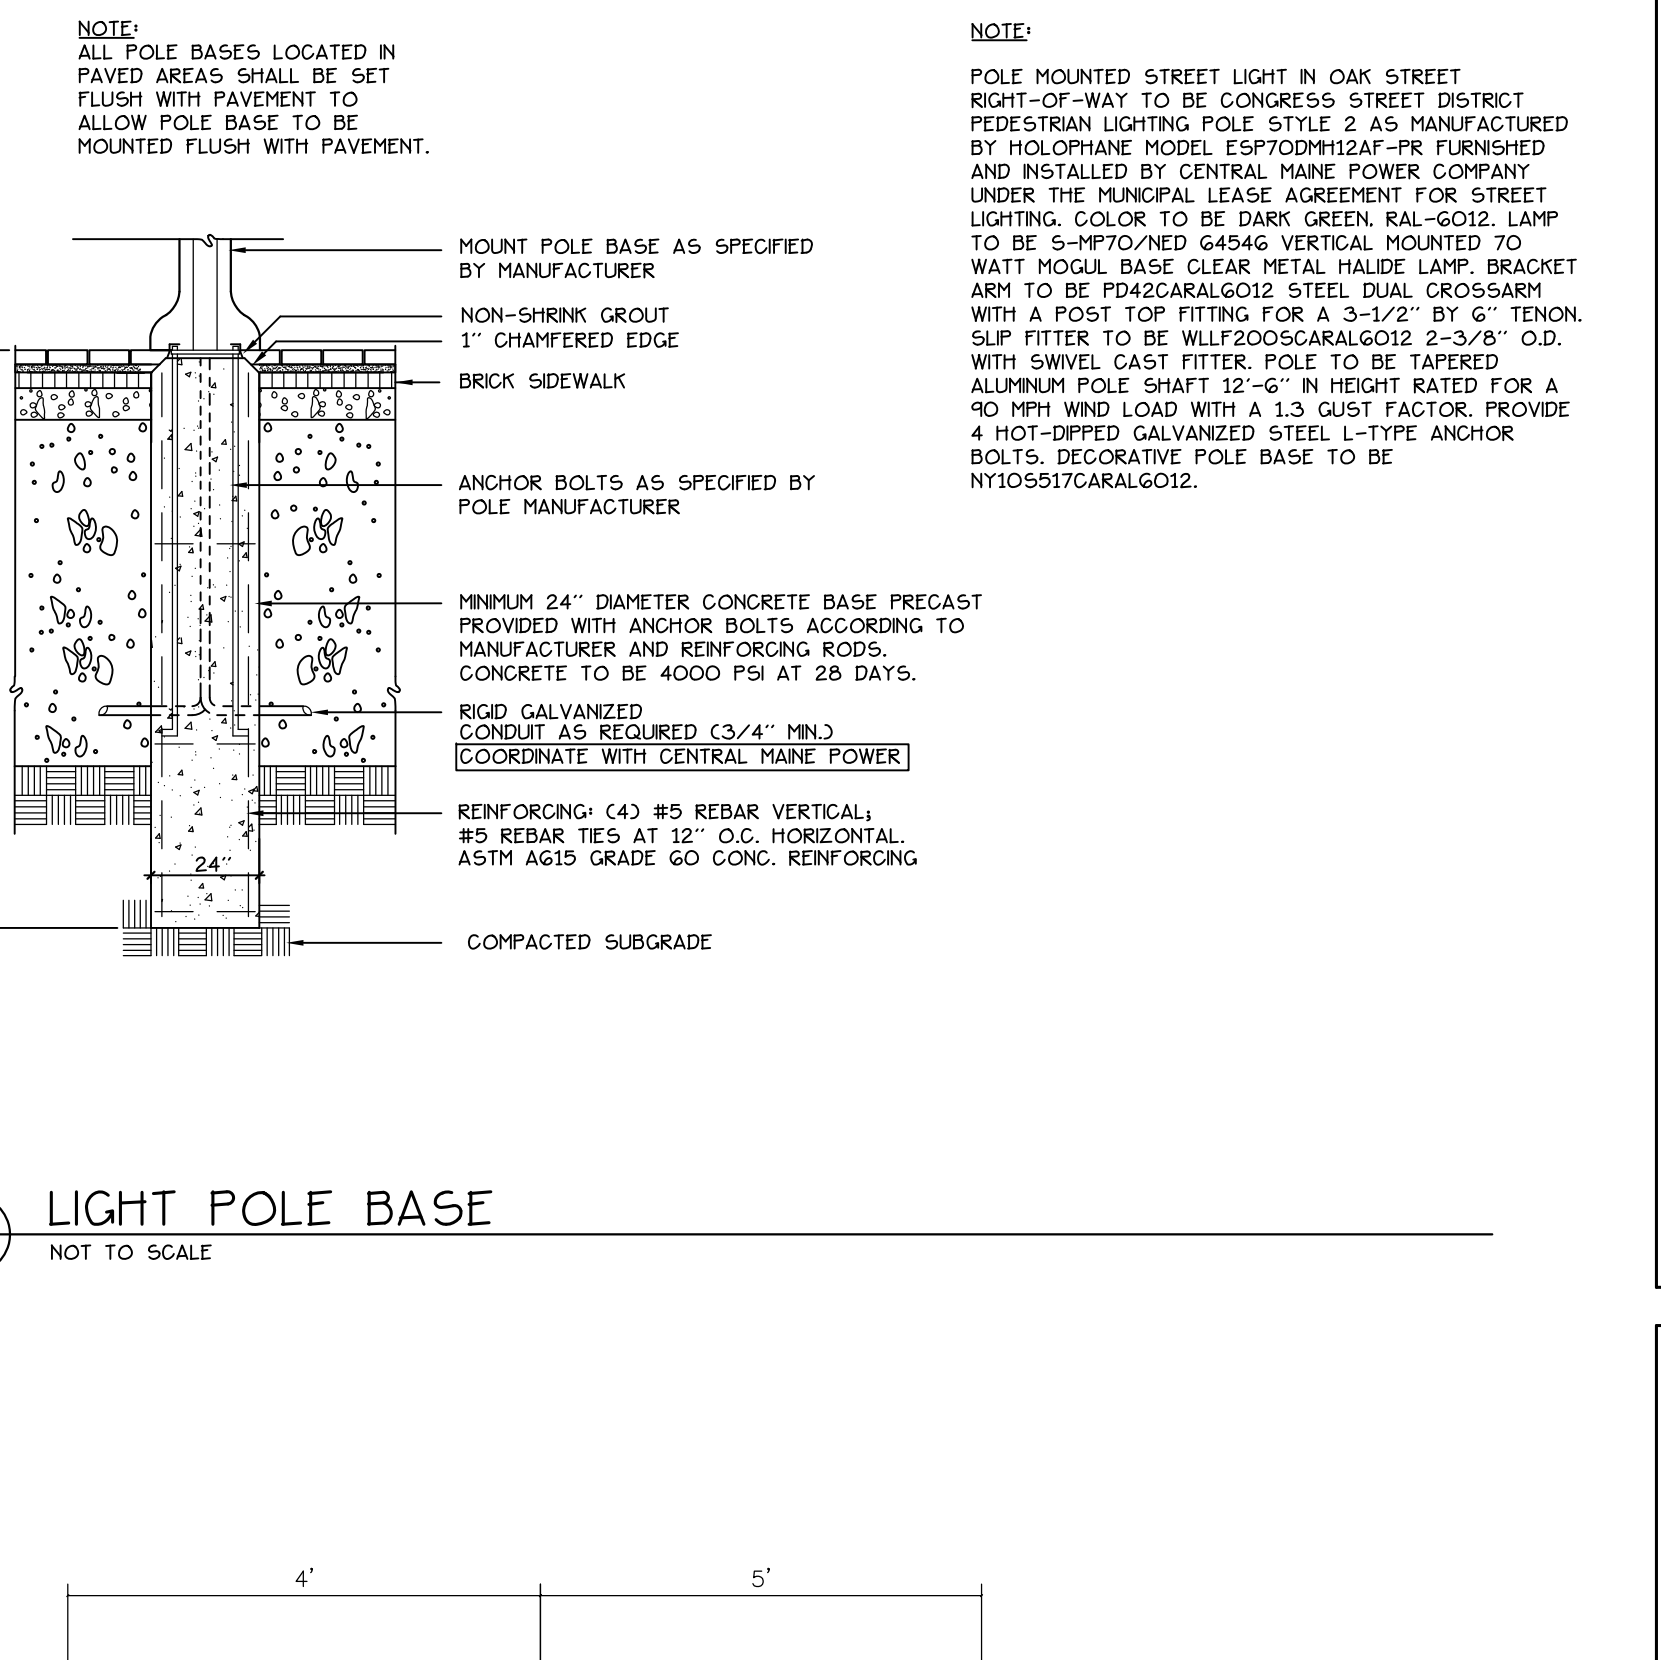 NOTE:
ALL POLE BASES LOCATED IN
PAVED AREAS SHALL BE SET
FLUSH WITH PAVEMENT TO
ALLOW POLE BASE TO BE
MOUNTED FLUSH WITH PAVEMENT.
NOTE:
POLE MOUNTED STREET LIGHT IN OAK STREET
RIGHT-OF-WAY TO BE CONGRESS STREET DISTRICT
PEDESTRIAN LIGHTING POLE STYLE 2 AS MANUFACTURED
BY HOLOPHANE MODEL ESP70DMH12AF-PR FURNISHED
AND INSTALLED BY CENTRAL MAINE POWER COMPANY
UNDER THE MUNICIPAL LEASE AGREEMENT FOR STREET
LIGHTING. COLOR TO BE DARK GREEN. RAL-6012. LAMP
TO BE S-MP70/NED 64546 VERTICAL MOUNTED 70
WATT MOGUL BASE CLEAR METAL HALIDE LAMP. BRACKET
ARM TO BE PD42CARAL6012 STEEL DUAL CROSSARM
WITH A POST TOP FITTING FOR A 3-1/2" BY 6" TENON.
SLIP FITTER TO BE WLLF200SCARAL6012 2-3/8" O.D.
WITH SWIVEL CAST FITTER. POLE TO BE TAPERED
ALUMINUM POLE SHAFT 12'-6" IN HEIGHT RATED FOR A
90 MPH WIND LOAD WITH A 1.3 GUST FACTOR. PROVIDE
4 HOT-DIPPED GALVANIZED STEEL L-TYPE ANCHOR
BOLTS. DECORATIVE POLE BASE TO BE
NY10S517CARAL6012.
MOUNT POLE BASE AS SPECIFIED
BY MANUFACTURER
NON-SHRINK GROUT
1" CHAMFERED EDGE
BRICK SIDEWALK
ANCHOR BOLTS AS SPECIFIED BY
POLE MANUFACTURER
MINIMUM 24" DIAMETER CONCRETE BASE PRECAST
PROVIDED WITH ANCHOR BOLTS ACCORDING TO
MANUFACTURER AND REINFORCING RODS.
CONCRETE TO BE 4000 PSI AT 28 DAYS.
RIGID GALVANIZED
CONDUIT AS REQUIRED (3/4" MIN.)
COORDINATE WITH CENTRAL MAINE POWER
REINFORCING: (4) #5 REBAR VERTICAL;
#5 REBAR TIES AT 12" O.C. HORIZONTAL.
ASTM A615 GRADE 60 CONC. REINFORCING
24"
COMPACTED SUBGRADE
LIGHT POLE BASE
NOT TO SCALE
4'
5'